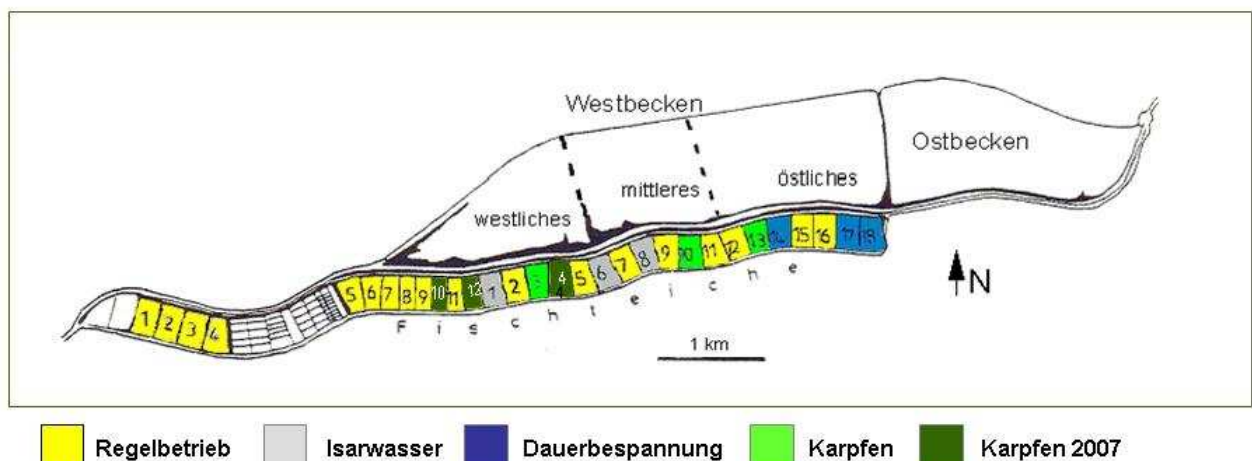 Westbecken
Ostbecken
östliches
mittleres
westliches
1 2 3 4
5 6 7 8 9 10 11 12 1 2 3 4 5 6 7 8 9 10 11 12 13 14 15 16 17 18
F i s c h t e i c h e
N
1 km
Regelbetrieb Isarwasser Dauerbespannung Karpfen Karpfen 2007